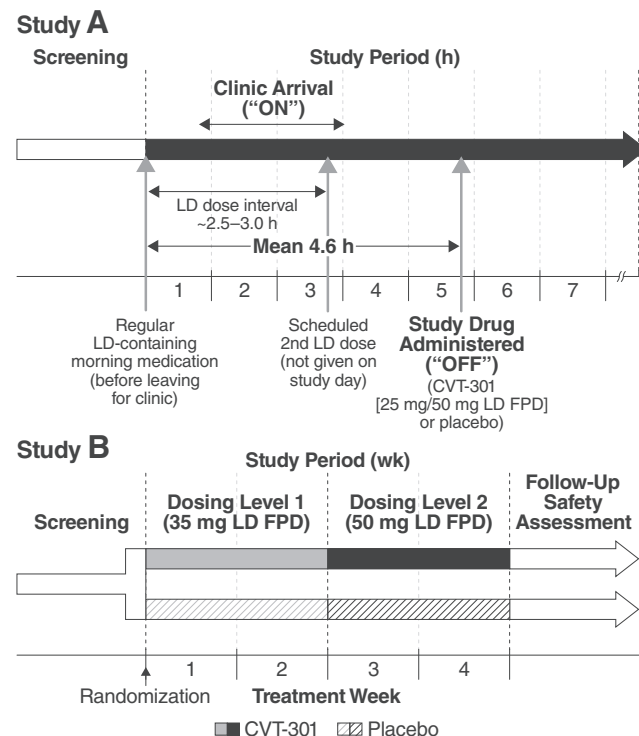 Study A
Screening
Study Period (h)
Clinic Arrival
(“ON”)
LD dose interval
~2.5–3.0 h
Mean 4.6 h
1 2 3 4 5 6 7
Regular
LD-containing
morning medication
(before leaving
for clinic)
Scheduled
2nd LD dose
(not given on
study day)
Study Drug
Administered
(“OFF”)
(CVT-301
[25 mg/50 mg LD FPD]
or placebo)
Study B
Study Period (wk)
Screening
Dosing Level 1
(35 mg LD FPD)
Dosing Level 2
(50 mg LD FPD)
Follow-Up
Safety
Assessment
1 2 3 4
Randomization
Treatment Week
CVT-301 Placebo